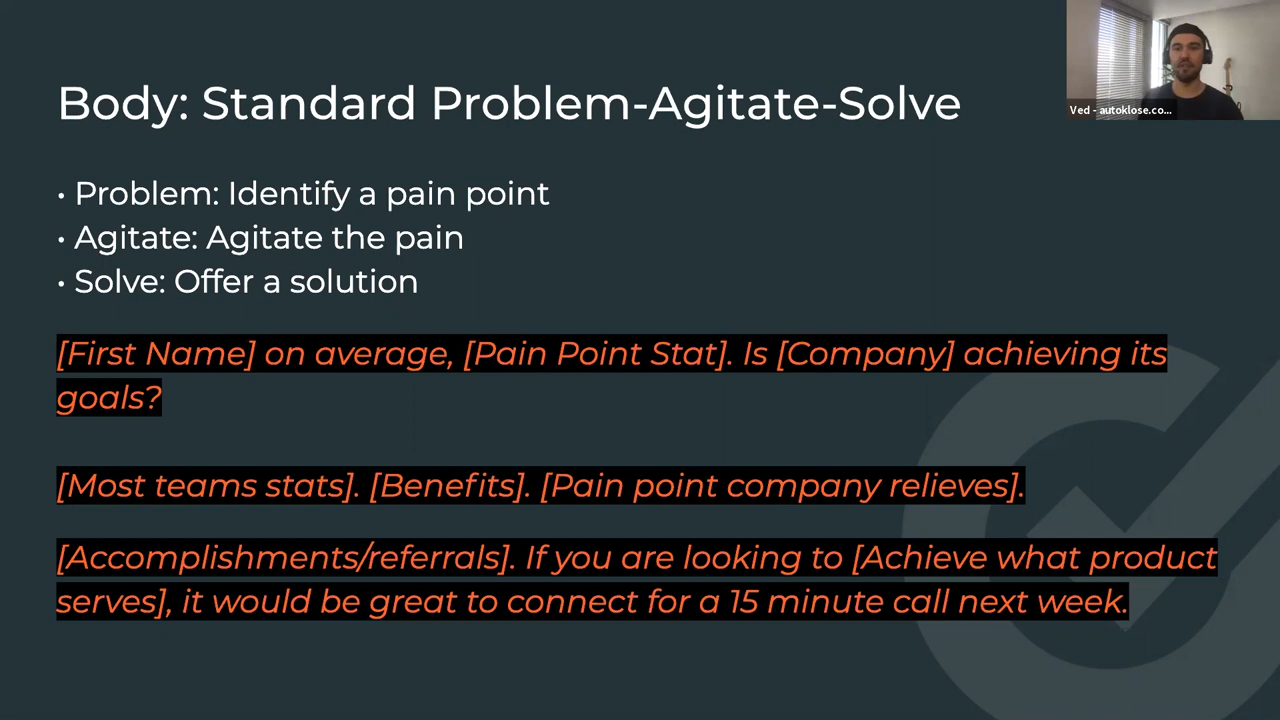 Body: Standard Problem-Agitate-Solve
Ved - autoklose.co...
• Problem: Identify a pain point
• Agitate: Agitate the pain
• Solve: Offer a solution
[First Name] on average, [Pain Point Stat]. Is [Company] achieving its
goals?
[Most teams stats]. [Benefits]. [Pain point company relieves].
[Accomplishments/referrals]. If you are looking to [Achieve what product
serves], it would be great to connect for a 15 minute call next week.